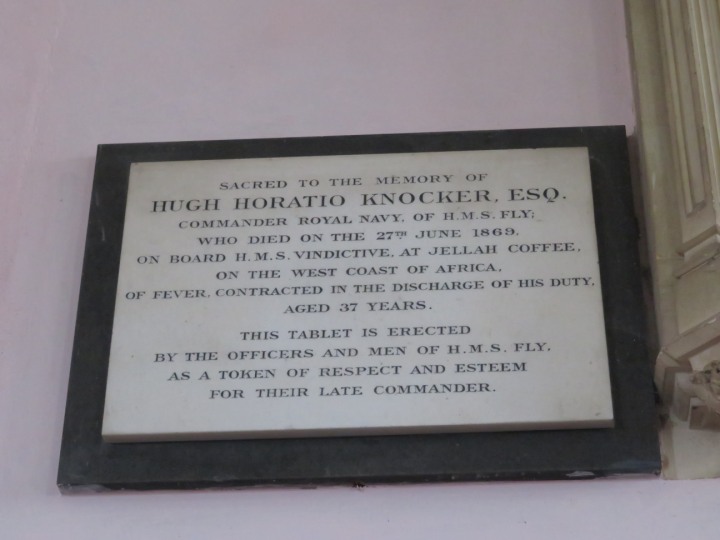 SACRED TO THE MEMORY OF
HUGH HORATIO KNOCKER, ESQ.
COMMANDER ROYAL NAVY, OF H.M.S. FLY;
WHO DIED ON THE 27TH JUNE 1869,
ON BOARD H.M.S. VINDICTIVE, AT JELLAH COFFEE,
ON THE WEST COAST OF AFRICA,
OF FEVER, CONTRACTED IN THE DISCHARGE OF HIS DUTY,
AGED 37 YEARS.
THIS TABLET IS ERECTED
BY THE OFFICERS AND MEN OF H.M.S. FLY,
AS A TOKEN OF RESPECT AND ESTEEM
FOR THEIR LATE COMMANDER.